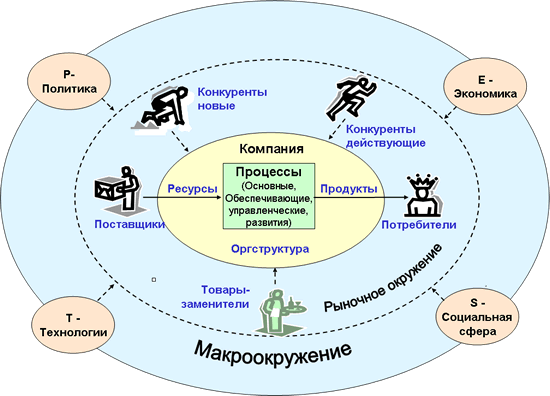 P-
Политика
E -
Экономика
Конкуренты
новые
Конкуренты
действующие
Компания
Процессы
(Основные,
Обеспечивающие,
управленческие,
развития)
Ресурсы
Продукты
Поставщики
Потребители
Оргструктура
Товары-
заменители
Рыночное окружение
T -
Технологии
S -
Социальная
сфера
Макроокружение